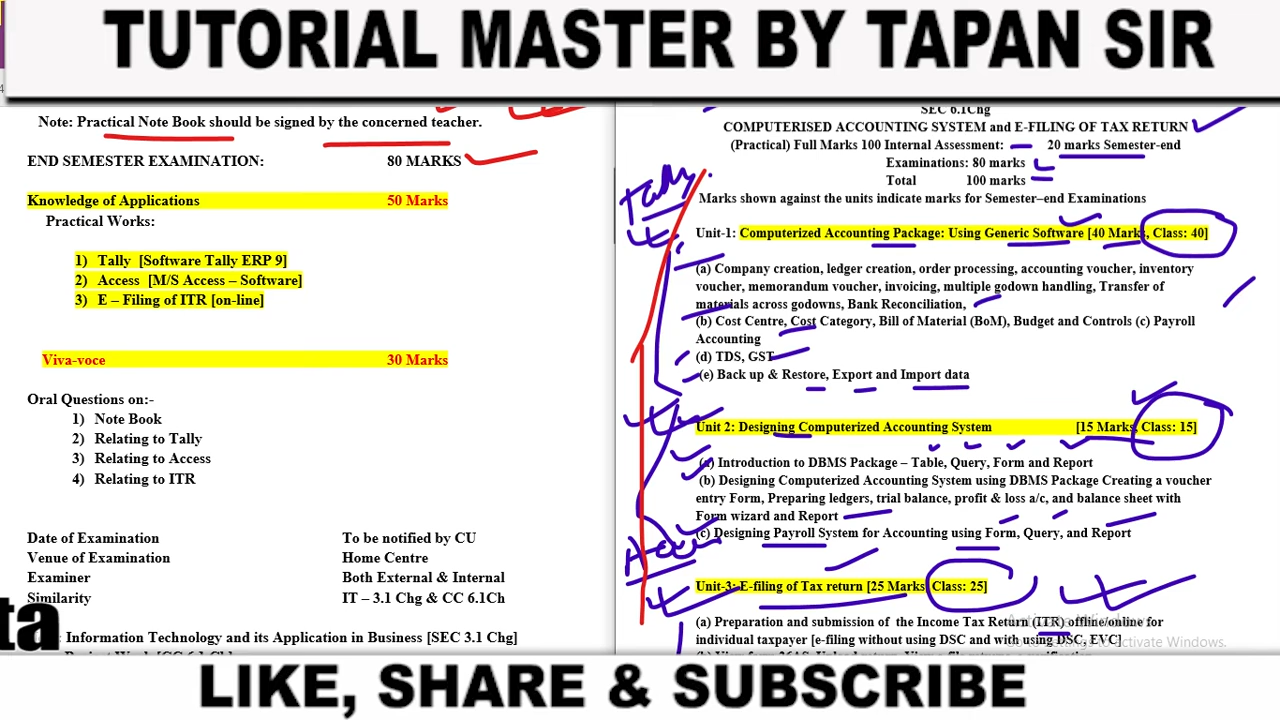 TUTORIAL MASTER BY TAPAN SIR
Note: Practical Note Book should be signed by the concerned teacher.
END SEMESTER EXAMINATION: 80 MARKS
Knowledge of Applications 50 Marks
Practical Works:
1) Tally [Software Tally ERP 9]
2) Access [M/S Access – Software]
3) E – Filing of ITR [on-line]
Viva-voce 30 Marks
Oral Questions on:-
1) Note Book
2) Relating to Tally
3) Relating to Access
4) Relating to ITR
Date of Examination To be notified by CU
Venue of Examination Home Centre
Examiner Both External & Internal
Similarity IT – 3.1 Chg & CC 6.1Ch
ta
: Information Technology and its Application in Business [SEC 3.1 Chg]
SEC 6.1Chg
COMPUTERISED ACCOUNTING SYSTEM and E-FILING OF TAX RETURN
(Practical) Full Marks 100 Internal Assessment: 20 marks Semester-end
Examinations: 80 marks
Total 100 marks
Marks shown against the units indicate marks for Semester–end Examinations
Tally
Unit-1: Computerized Accounting Package: Using Generic Software [40 Marks, Class: 40]
(a) Company creation, ledger creation, order processing, accounting voucher, inventory
voucher, memorandum voucher, invoicing, multiple godown handling, Transfer of
materials across godowns, Bank Reconciliation,
(b) Cost Centre, Cost Category, Bill of Material (BoM), Budget and Controls (c) Payroll
Accounting
(d) TDS, GST
(e) Back up & Restore, Export and Import data
Unit 2: Designing Computerized Accounting System [15 Marks, Class: 15]
(a) Introduction to DBMS Package – Table, Query, Form and Report
(b) Designing Computerized Accounting System using DBMS Package Creating a voucher
entry Form, Preparing ledgers, trial balance, profit & loss a/c, and balance sheet with
Form wizard and Report
(c) Designing Payroll System for Accounting using Form, Query, and Report
Unit-3: E-filing of Tax return [25 Marks, Class: 25]
(a) Preparation and submission of the Income Tax Return (ITR) offline/online for
individual taxpayer [e-filing without using DSC and with using DSC, EVC]
Activate Windows
Go to Settings to activate Windows.
LIKE, SHARE & SUBSCRIBE